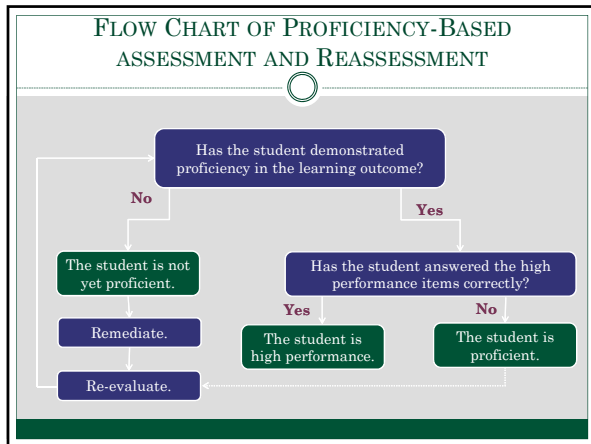 FLOW CHART OF PROFICIENCY-BASED
ASSESSMENT AND REASSESSMENT
Has the student demonstrated
proficiency in the learning outcome?
No
Yes
The student is not
yet proficient.
Has the student answered the high
performance items correctly?
Yes
No
Remediate.
The student is
high performance.
The student is
proficient.
Re-evaluate.